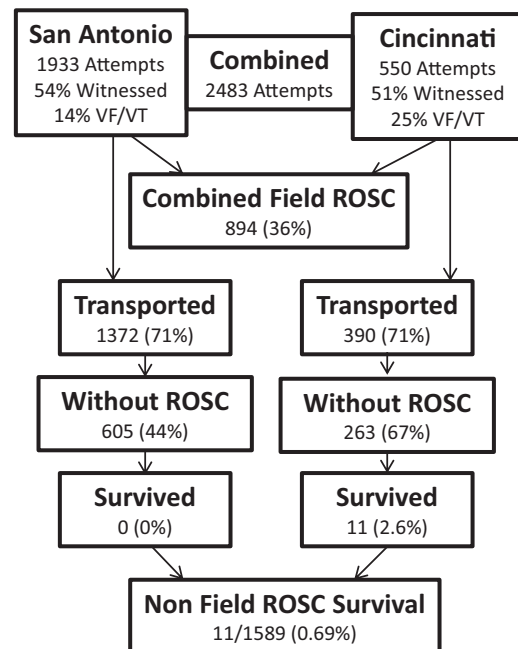 San Antonio
1933 Attempts
54% Witnessed
14% VF/VT
Combined
2483 Attempts
Cincinnati
550 Attempts
51% Witnessed
25% VF/VT
Combined Field ROSC
894 (36%)
Transported
1372 (71%)
Transported
390 (71%)
Without ROSC
605 (44%)
Without ROSC
263 (67%)
Survived
0 (0%)
Survived
11 (2.6%)
Non Field ROSC Survival
11/1589 (0.69%)